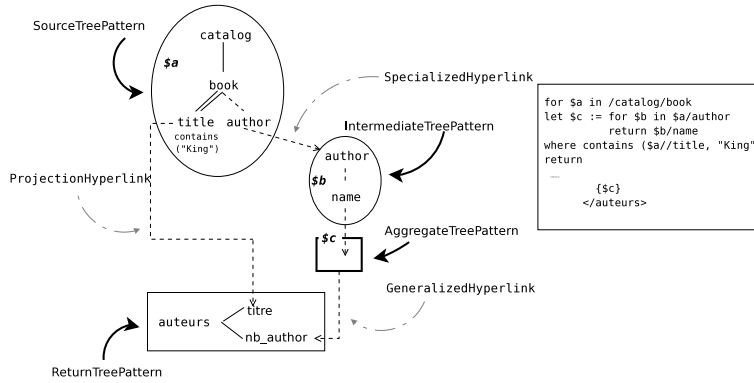 SourceTreePattern
catalog
$a
book
SpecializedHyperlink
title author
contains
("King")
IntermediateTreePattern
author
ProjectionHyperlink
$b
name
$c
AggregateTreePattern
GeneralizedHyperlink
titre
auteurs
nb_author
ReturnTreePattern
for $a in /catalog/book
let $c := for $b in $a/author
return $b/name
where contains ($a//title, "King"
return
{$c}
</auteurs>